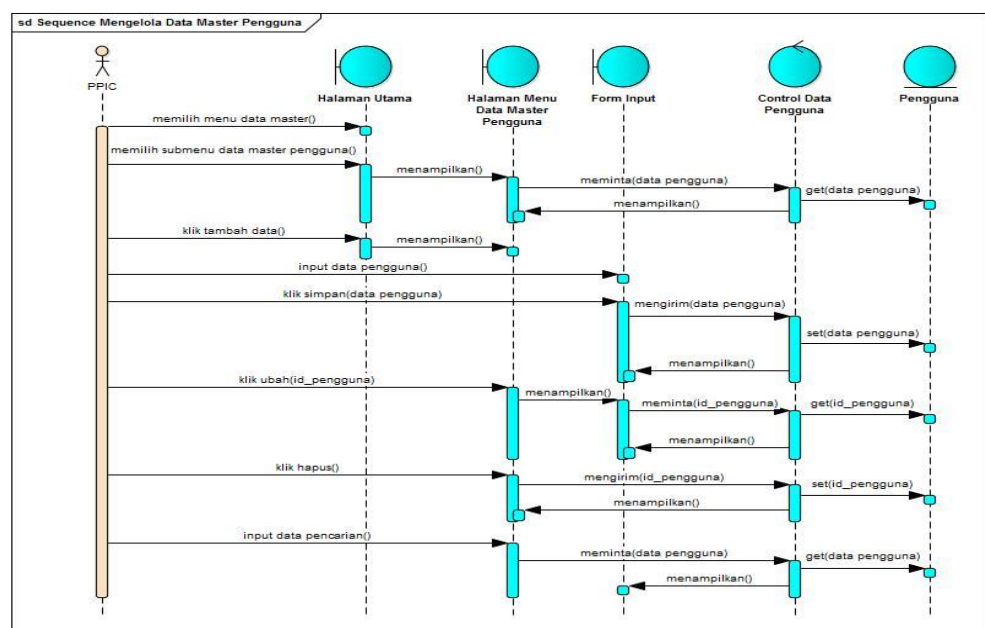 sd Sequence Mengelola Data Master Pengguna
PPIC
Halaman Utama
Halaman Menu
Data Master
Pengguna
Form Input
Control Data
Pengguna
Pengguna
memilih menu data master()
memilih submenu data master pengguna()
menampilkan()
meminta(data pengguna)
get(data pengguna)
menampilkan()
klik tambah data()
menampilkan()
input data pengguna()
klik simpan(data pengguna)
mengirim(data pengguna)
set(data pengguna)
menampilkan()
klik ubah(id_pengguna)
menampilkan()
meminta(id_pengguna)
get(id_pengguna)
menampilkan()
klik hapus()
mengirim(id_pengguna)
set(id_pengguna)
menampilkan()
input data pencarian()
meminta(data pengguna)
get(data pengguna)
menampilkan()